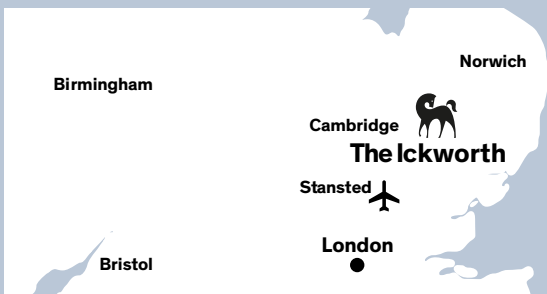 Norwich
Birmingham
Cambridge
The Ickworth
Stansted
London
Bristol